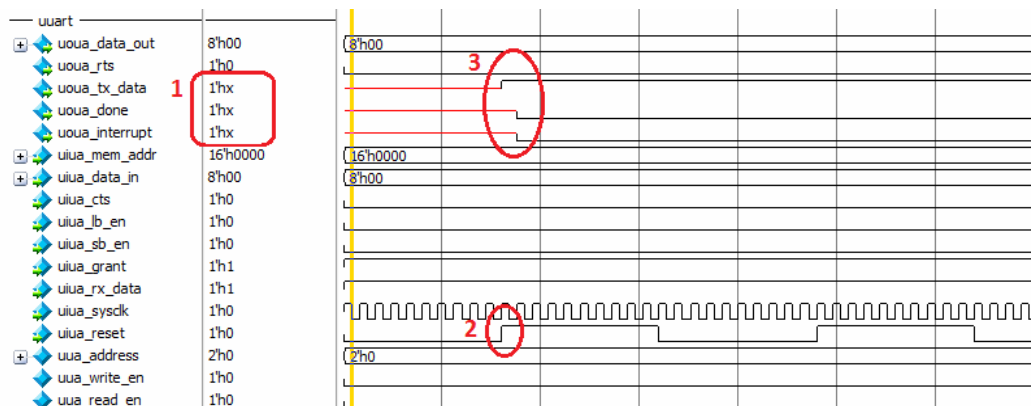 uuart
uoua_data_out 8'h00 8'h00
uoua_rts 1'h0
uoua_tx_data 1'hx
uoua_done 1'hx
uoua_interrupt 1'hx
uiua_mem_addr 16'h0000 16'h0000
uiua_data_in 8'h00 8'h00
uiua_cts 1'h0
uiua_lb_en 1'h0
uiua_sb_en 1'h0
uiua_grant 1'h1
uiua_rx_data 1'h1
uiua_sysclk 1'h0
uiua_reset 1'h0
uua_address 2'h0 2'h0
uua_write_en 1'h0
uua_read_en 1'h0
1
3
2